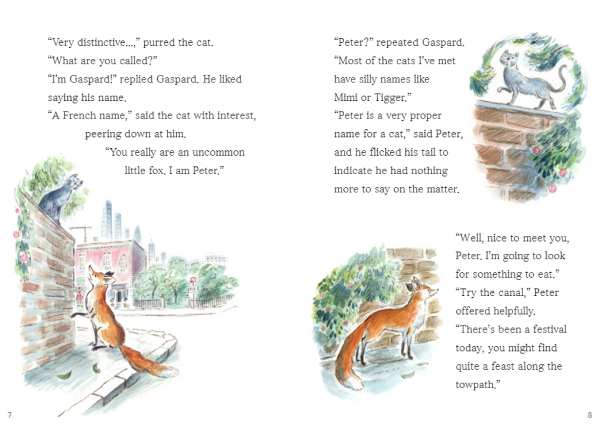 “Very distinctive...,” purred the cat.
“What are you called?”
“I’m Gaspard!” replied Gaspard. He liked
saying his name.
“A French name,” said the cat with interest,
peering down at him.
“You really are an uncommon
little fox. I am Peter.”
7
“Peter?” repeated Gaspard.
“Most of the cats I’ve met
have silly names like
Mimi or Tigger.”
“Peter is a very proper
name for a cat,” said Peter,
and he flicked his tail to
indicate he had nothing
more to say on the matter.
“Well, nice to meet you,
Peter. I’m going to look
for something to eat.”
“Try the canal,” Peter
offered helpfully.
“There’s been a festival
today, you might find
quite a feast along the
towpath.”
8